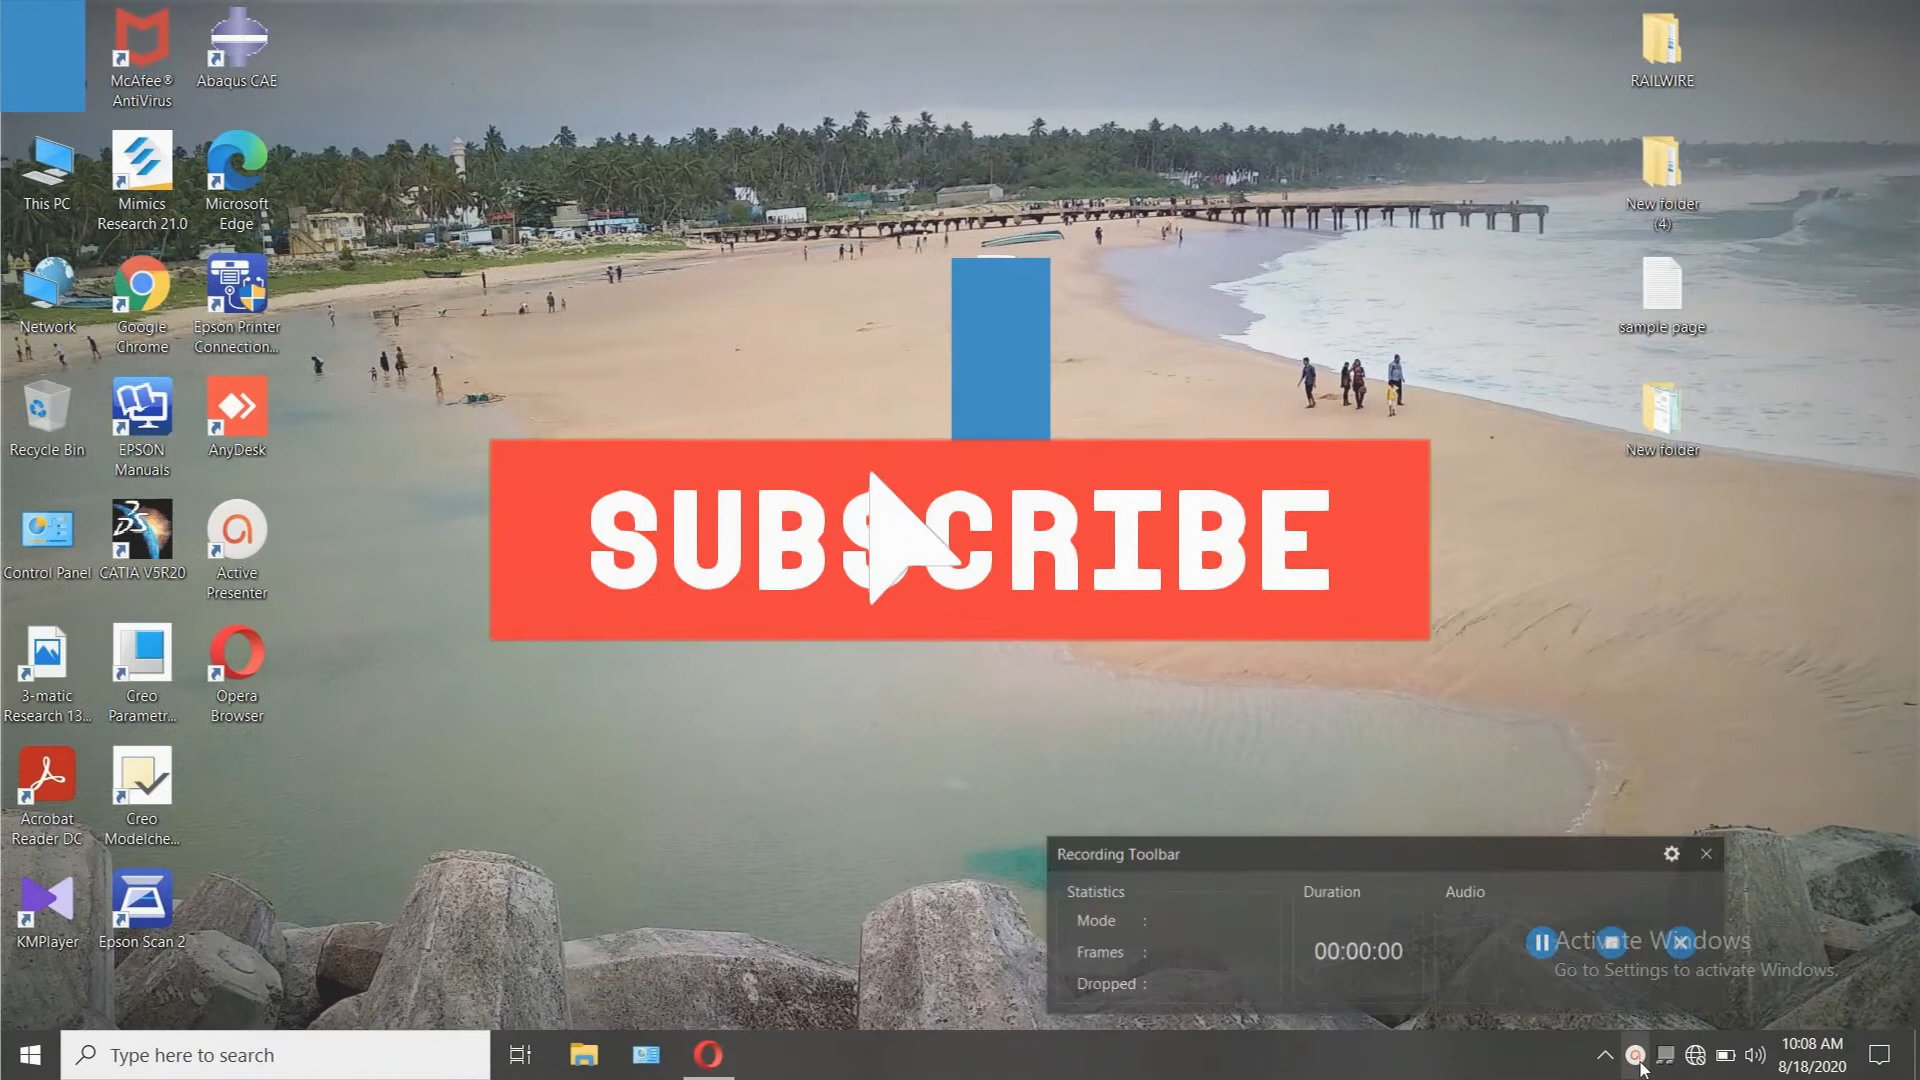 McAfee®
AntiVirus
Abaqus CAE
RAILWIRE
This PC
Mimics
Research 21.0
Microsoft
Edge
New folder
(4)
Network
Google
Chrome
Epson Printer
Connection...
sample page
Recycle Bin
EPSON
Manuals
AnyDesk
New folder
SUBSCRIBE
Control Panel
CATIA V5R20
Active
Presenter
3-matic
Research 13...
Creo
Parametr...
Opera
Browser
Acrobat
Reader DC
Creo
Modelche...
KMPlayer
Epson Scan 2
Recording Toolbar
Statistics
Duration
Audio
Mode :
Frames :
Dropped :
00:00:00
Activate Windows
Go to Settings to activate Windows.
Type here to search
10:08 AM
8/18/2020